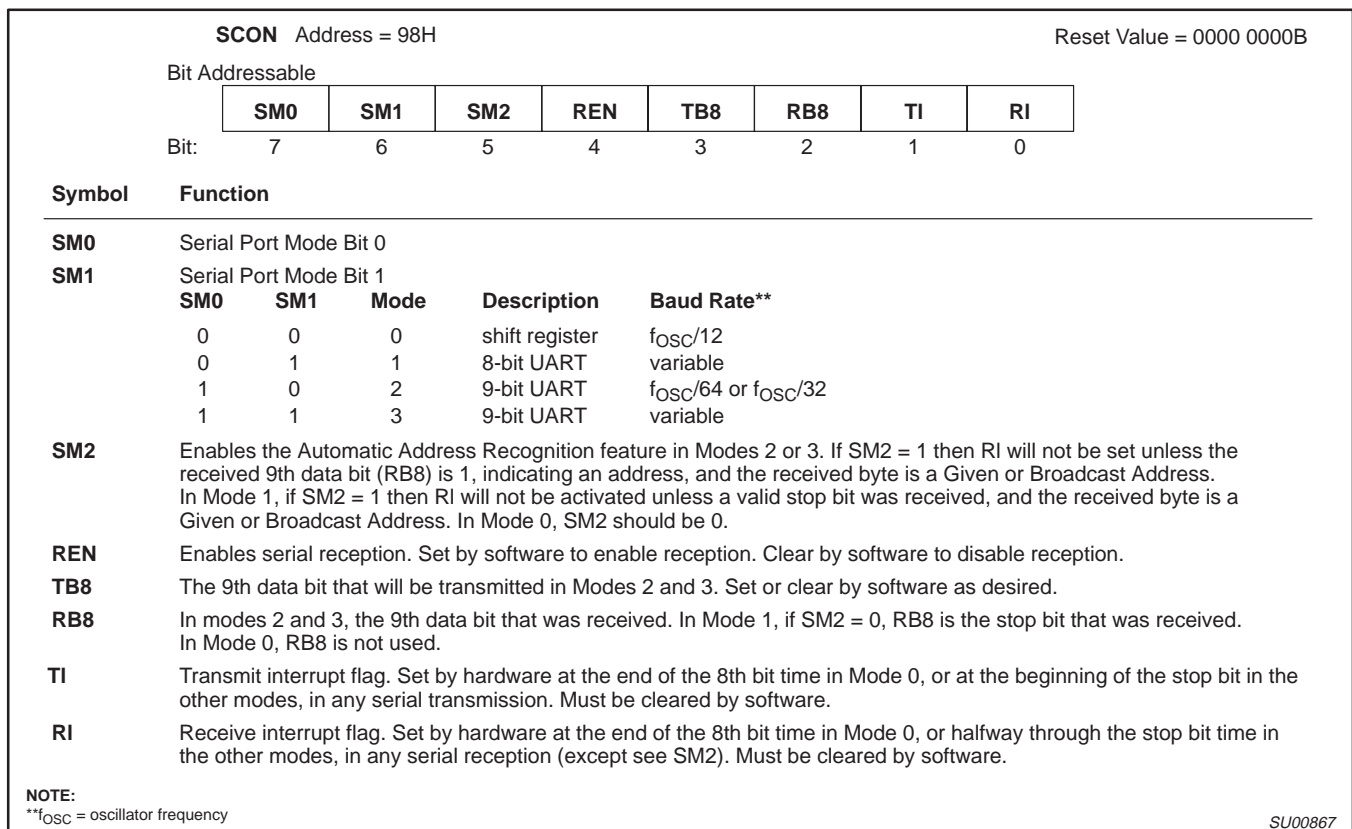 SCON Address = 98H Reset Value = 0000 0000B
Bit Addressable
SM0 SM1 SM2 REN TB8 RB8 TI RI
Bit: 7 6 5 4 3 2 1 0
Symbol Function
SM0 Serial Port Mode Bit 0
SM1 Serial Port Mode Bit 1
SM0 SM1 Mode Description Baud Rate**
0 0 0 shift register fOSC/12
0 1 1 8-bit UART variable
1 0 2 9-bit UART fOSC/64 or fOSC/32
1 1 3 9-bit UART variable
SM2 Enables the Automatic Address Recognition feature in Modes 2 or 3. If SM2 = 1 then RI will not be set unless the
received 9th data bit (RB8) is 1, indicating an address, and the received byte is a Given or Broadcast Address.
In Mode 1, if SM2 = 1 then RI will not be activated unless a valid stop bit was received, and the received byte is a
Given or Broadcast Address. In Mode 0, SM2 should be 0.
REN Enables serial reception. Set by software to enable reception. Clear by software to disable reception.
TB8 The 9th data bit that will be transmitted in Modes 2 and 3. Set or clear by software as desired.
RB8 In modes 2 and 3, the 9th data bit that was received. In Mode 1, if SM2 = 0, RB8 is the stop bit that was received.
In Mode 0, RB8 is not used.
TI Transmit interrupt flag. Set by hardware at the end of the 8th bit time in Mode 0, or at the beginning of the stop bit in the
other modes, in any serial transmission. Must be cleared by software.
RI Receive interrupt flag. Set by hardware at the end of the 8th bit time in Mode 0, or halfway through the stop bit time in
the other modes, in any serial reception (except see SM2). Must be cleared by software.
NOTE:
**fOSC = oscillator frequency
SU00867